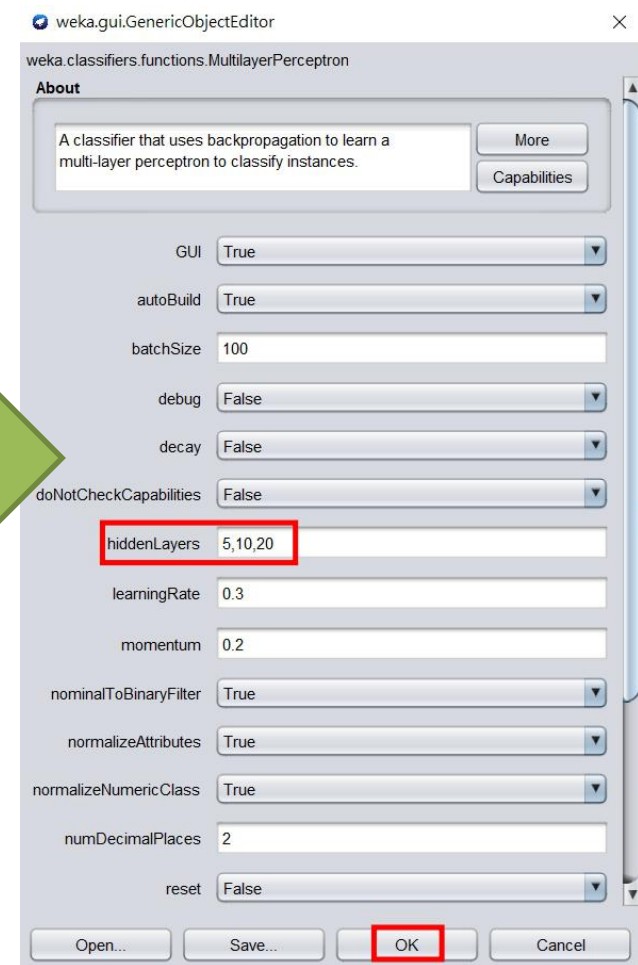 weka.gui.GenericObjectEditor
weka.classifiers.functions.MultilayerPerceptron
About
A classifier that uses backpropagation to learn a
multi-layer perceptron to classify instances.
More
Capabilities
GUI True
autoBuild True
batchSize 100
debug False
decay False
doNotCheckCapabilities False
hiddenLayers 5,10,20
learningRate 0.3
momentum 0.2
nominalToBinaryFilter True
normalizeAttributes True
normalizeNumericClass True
numDecimalPlaces 2
reset False
Open... Save... OK Cancel